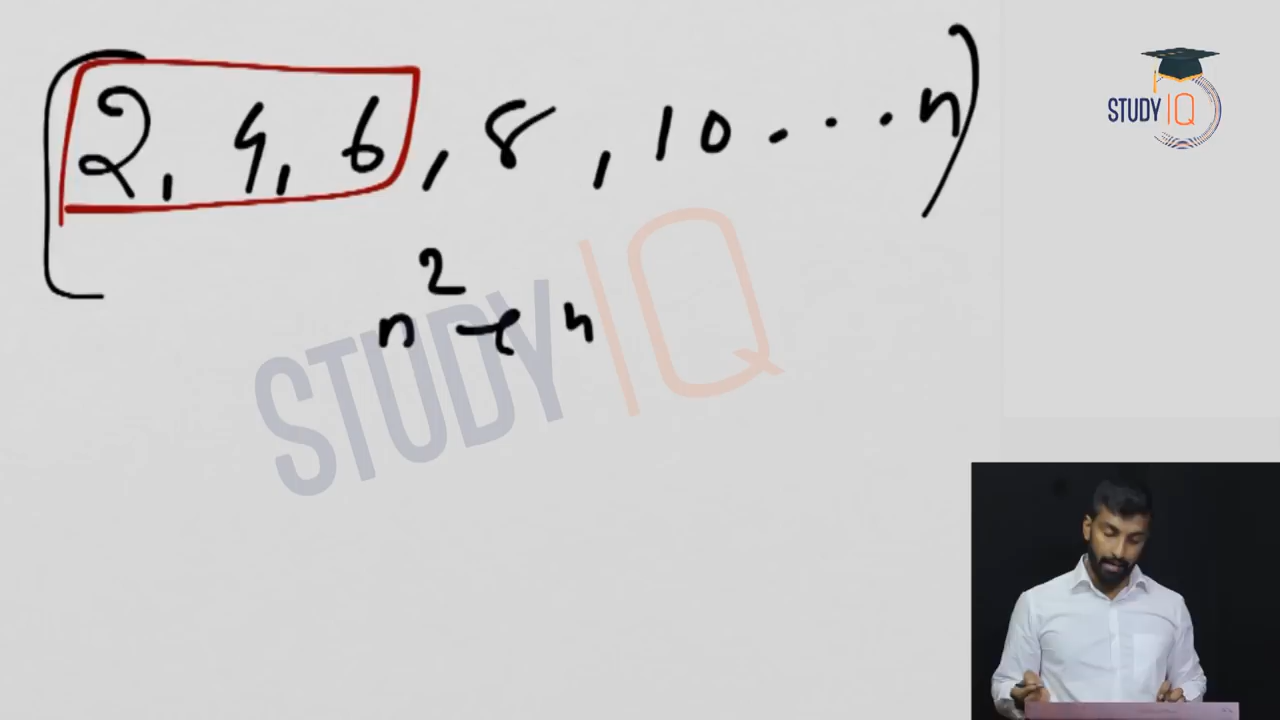 (2, 4, 6, 8, 10 ... n)
n² + n
STUDY IQ
STUDY IQ